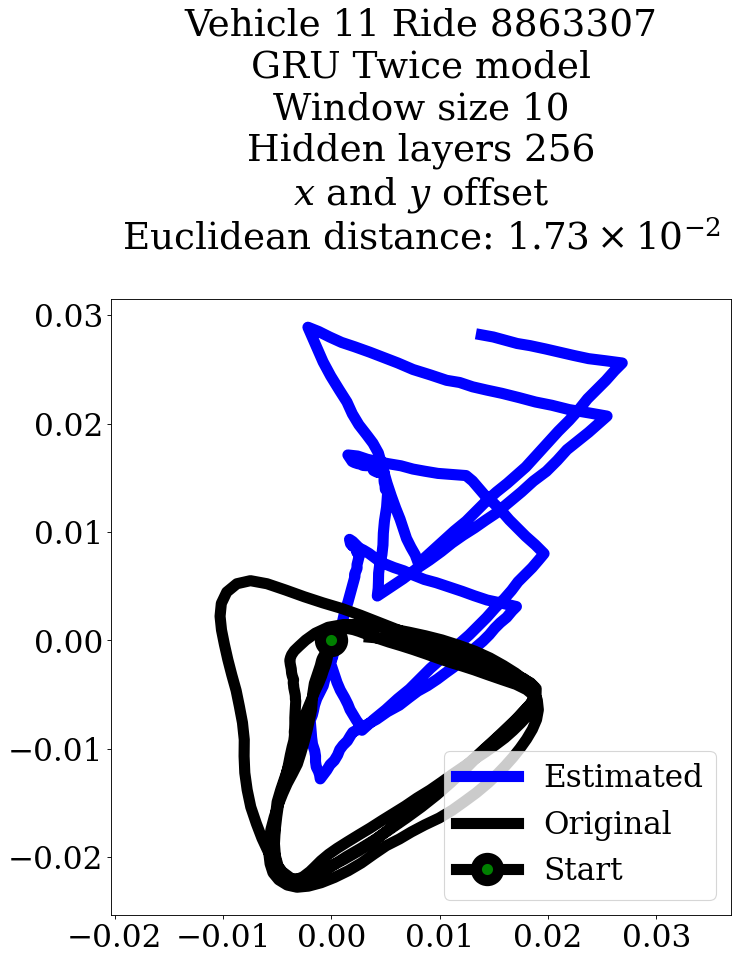 Vehicle 11 Ride 8863307
GRU Twice model
Window size 10
Hidden layers 256
x and y offset
Euclidean distance: 1.73 × 10⁻²
0.03
0.02
0.01
0.00
−0.01
−0.02
Estimated
Original
Start
−0.02 −0.01 0.00 0.01 0.02 0.03